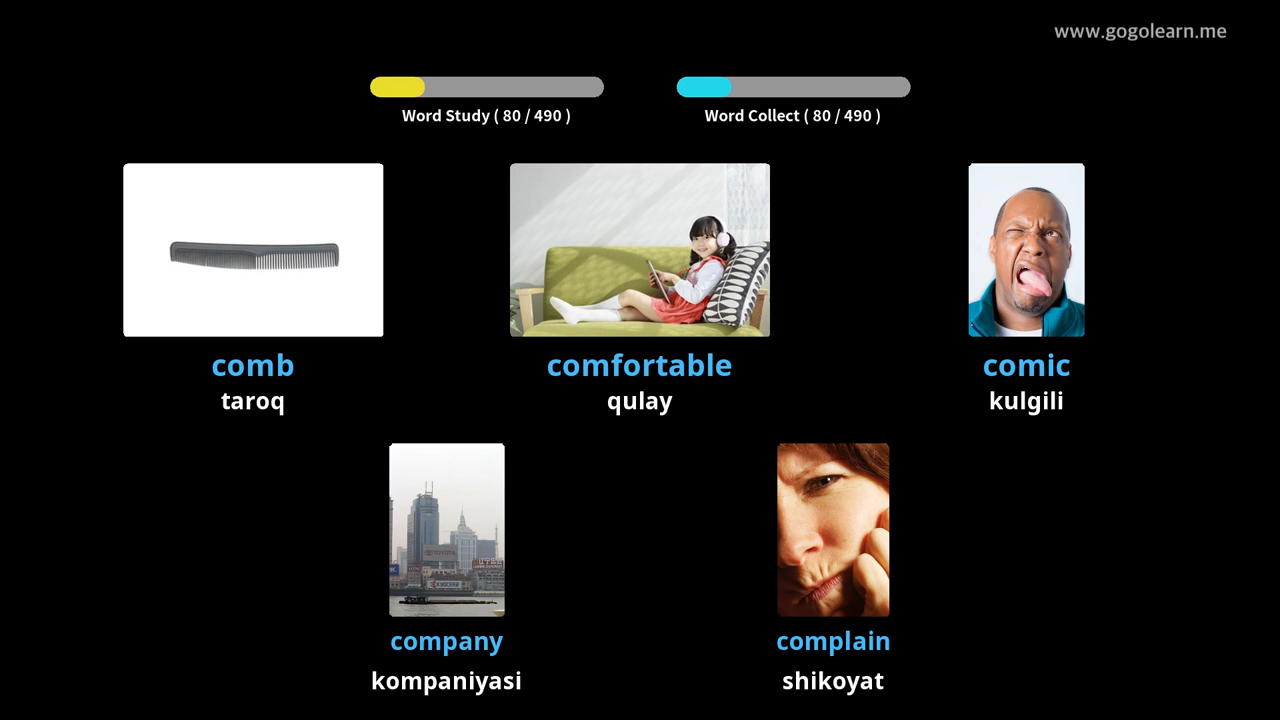 www.gogolearn.me
Word Study ( 80 / 490 )
Word Collect ( 80 / 490 )
comb
comfortable
comic
taroq
qulay
kulgili
TOYOTA
company
complain
kompaniyasi
shikoyat